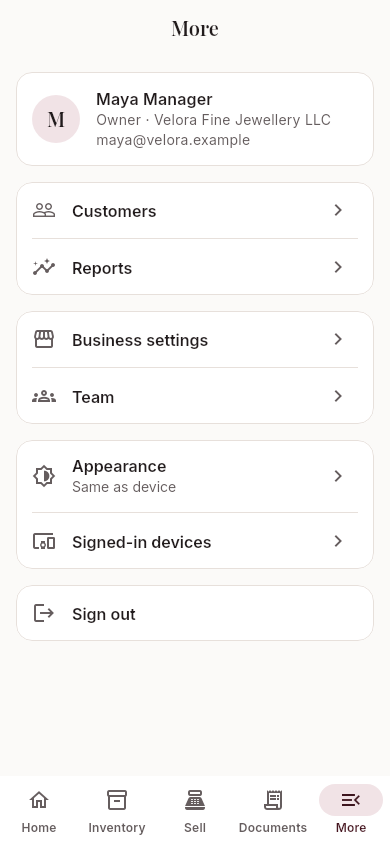 More
M
Maya Manager
Owner · Velora Fine Jewellery LLC
maya@velora.example
Customers
Reports
Business settings
Team
Appearance
Same as device
Signed-in devices
Sign out
Home
Inventory
Sell
Documents
More